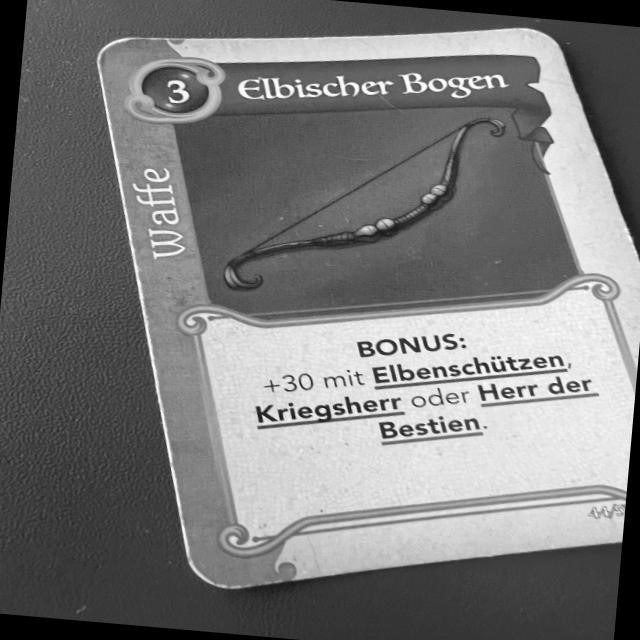 3
Elbischer Bogen
Waffe
BONUS:
+30 mit Elbenschützen,
Kriegsherr oder Herr der
Bestien.